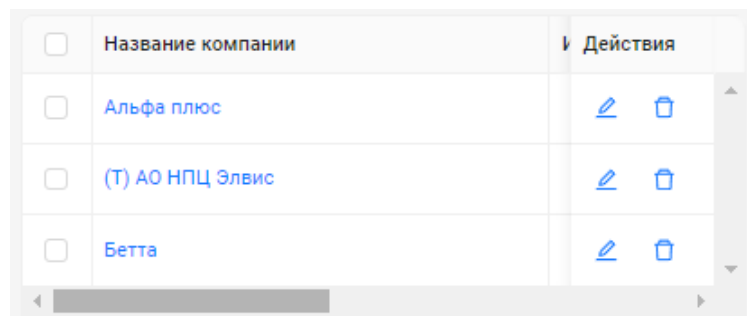 Название компании И Действия
Альфа плюс
(Т) АО НПЦ Элвис
Бетта